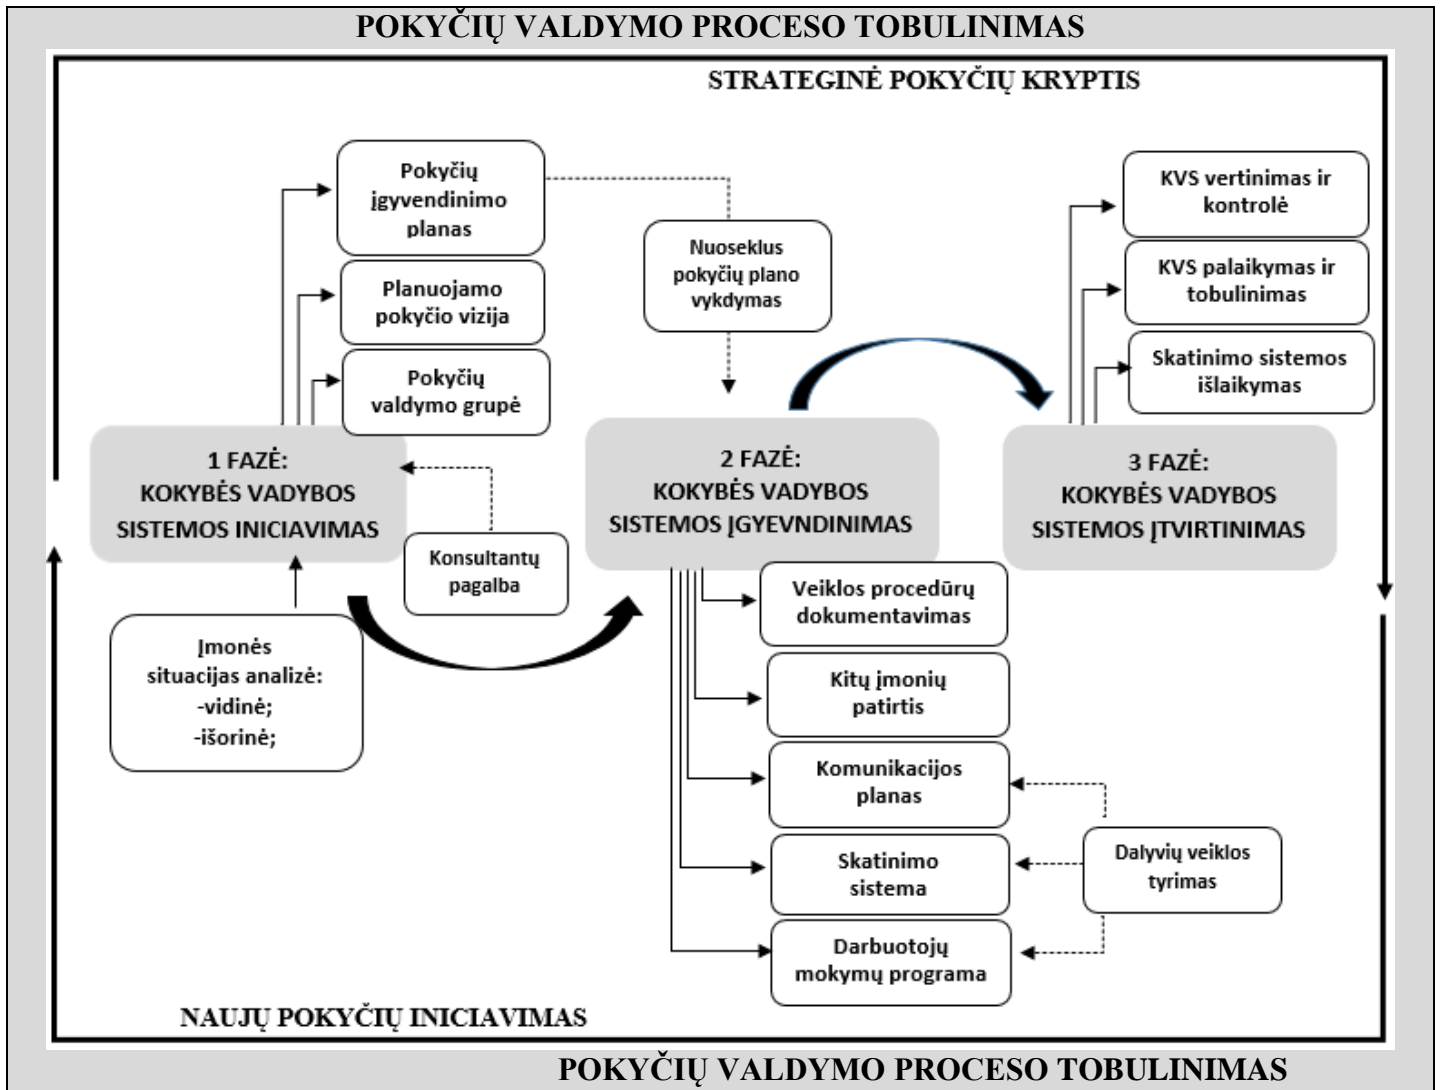 POKYČIŲ VALDYMO PROCESO TOBULINIMAS
STRATEGINĖ POKYČIŲ KRYPTIS
Pokyčių
įgyvendinimo
planas
Planuojamo
pokyčio vizija
Pokyčių
valdymo grupė
Nuoseklus
pokyčių plano
vykdymas
KVS vertinimas ir
kontrolė
KVS palaikymas ir
tobulinimas
Skatinimo sistemos
išlaikymas
1 FAZĖ:
KOKYBĖS VADYBOS
SISTEMOS INICIAVIMAS
2 FAZĖ:
KOKYBĖS VADYBOS
SISTEMOS ĮGYEVNDINIMAS
3 FAZĖ:
KOKYBĖS VADYBOS
SISTEMOS ĮTVIRTINIMAS
Konsultantų
pagalba
Įmonės
situacijas analizė:
-vidinė;
-išorinė;
Veiklos procedūrų
dokumentavimas
Kitų įmonių
patirtis
Komunikacijos
planas
Skatinimo
sistema
Darbuotojų
mokymų programa
Dalyvių veiklos
tyrimas
NAUJŲ POKYČIŲ INICIAVIMAS
POKYČIŲ VALDYMO PROCESO TOBULINIMAS